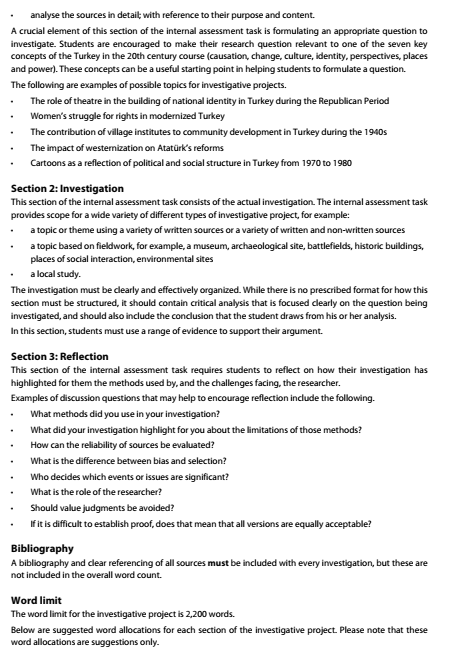 • analyse the sources in detail; with reference to their purpose and content.
A crucial element of this section of the internal assessment task is formulating an appropriate question to
investigate. Students are encouraged to make their research question relevant to one of the seven key
concepts of the Turkey in the 20th century course (causation, change, culture, identity, perspectives, places
and power). These concepts can be a useful starting point in helping students to formulate a question.
The following are examples of possible topics for investigative projects.
• The role of theatre in the building of national identity in Turkey during the Republican Period
• Women's struggle for rights in modernized Turkey
• The contribution of village institutes to community development in Turkey during the 1940s
• The impact of westernization on Atatürk's reforms
• Cartoons as a reflection of political and social structure in Turkey from 1970 to 1980
Section 2: Investigation
This section of the internal assessment task consists of the actual investigation. The internal assessment task
provides scope for a wide variety of different types of investigative project, for example:
• a topic or theme using a variety of written sources or a variety of written and non-written sources
• a topic based on fieldwork, for example, a museum, archaeological site, battlefields, historic buildings,
places of social interaction, environmental sites
• a local study.
The investigation must be clearly and effectively organized. While there is no prescribed format for how this
section must be structured, it should contain critical analysis that is focused clearly on the question being
investigated, and should also include the conclusion that the student draws from his or her analysis.
In this section, students must use a range of evidence to support their argument.
Section 3: Reflection
This section of the internal assessment task requires students to reflect on how their investigation has
highlighted for them the methods used by, and the challenges facing, the researcher.
Examples of discussion questions that may help to encourage reflection include the following.
• What methods did you use in your investigation?
• What did your investigation highlight for you about the limitations of those methods?
• How can the reliability of sources be evaluated?
• What is the difference between bias and selection?
• Who decides which events or issues are significant?
• What is the role of the researcher?
• Should value judgments be avoided?
• If it is difficult to establish proof, does that mean that all versions are equally acceptable?
Bibliography
A bibliography and clear referencing of all sources must be included with every investigation, but these are
not included in the overall word count.
Word limit
The word limit for the investigative project is 2,200 words.
Below are suggested word allocations for each section of the investigative project. Please note that these
word allocations are suggestions only.